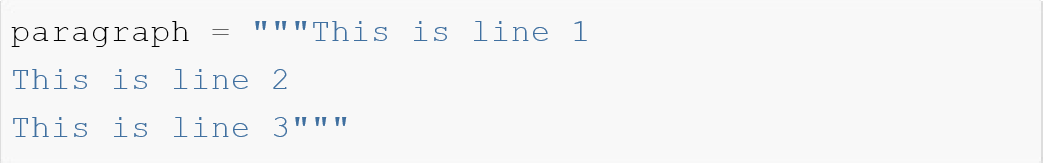 paragraph = """This is line 1
This is line 2
This is line 3"""